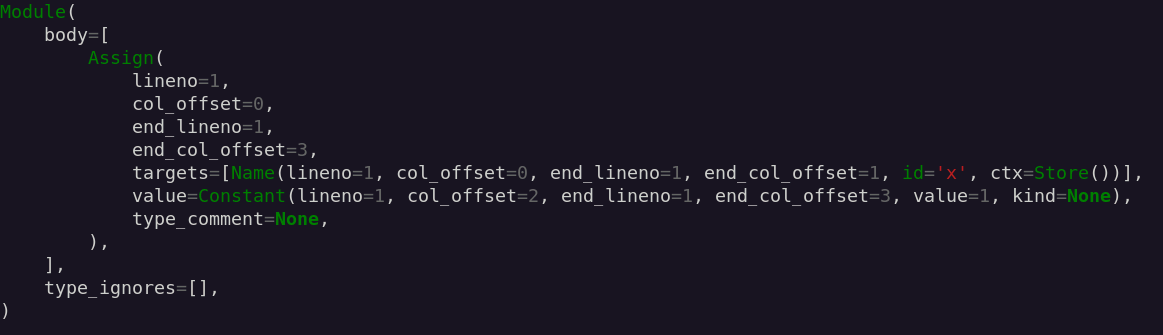 Module(
    body=[
        Assign(
            lineno=1,
            col_offset=0,
            end_lineno=1,
            end_col_offset=3,
            targets=[Name(lineno=1, col_offset=0, end_lineno=1, end_col_offset=1, id='x', ctx=Store())],
            value=Constant(lineno=1, col_offset=2, end_lineno=1, end_col_offset=3, value=1, kind=None),
            type_comment=None,
        ),
    ],
    type_ignores=[],
)